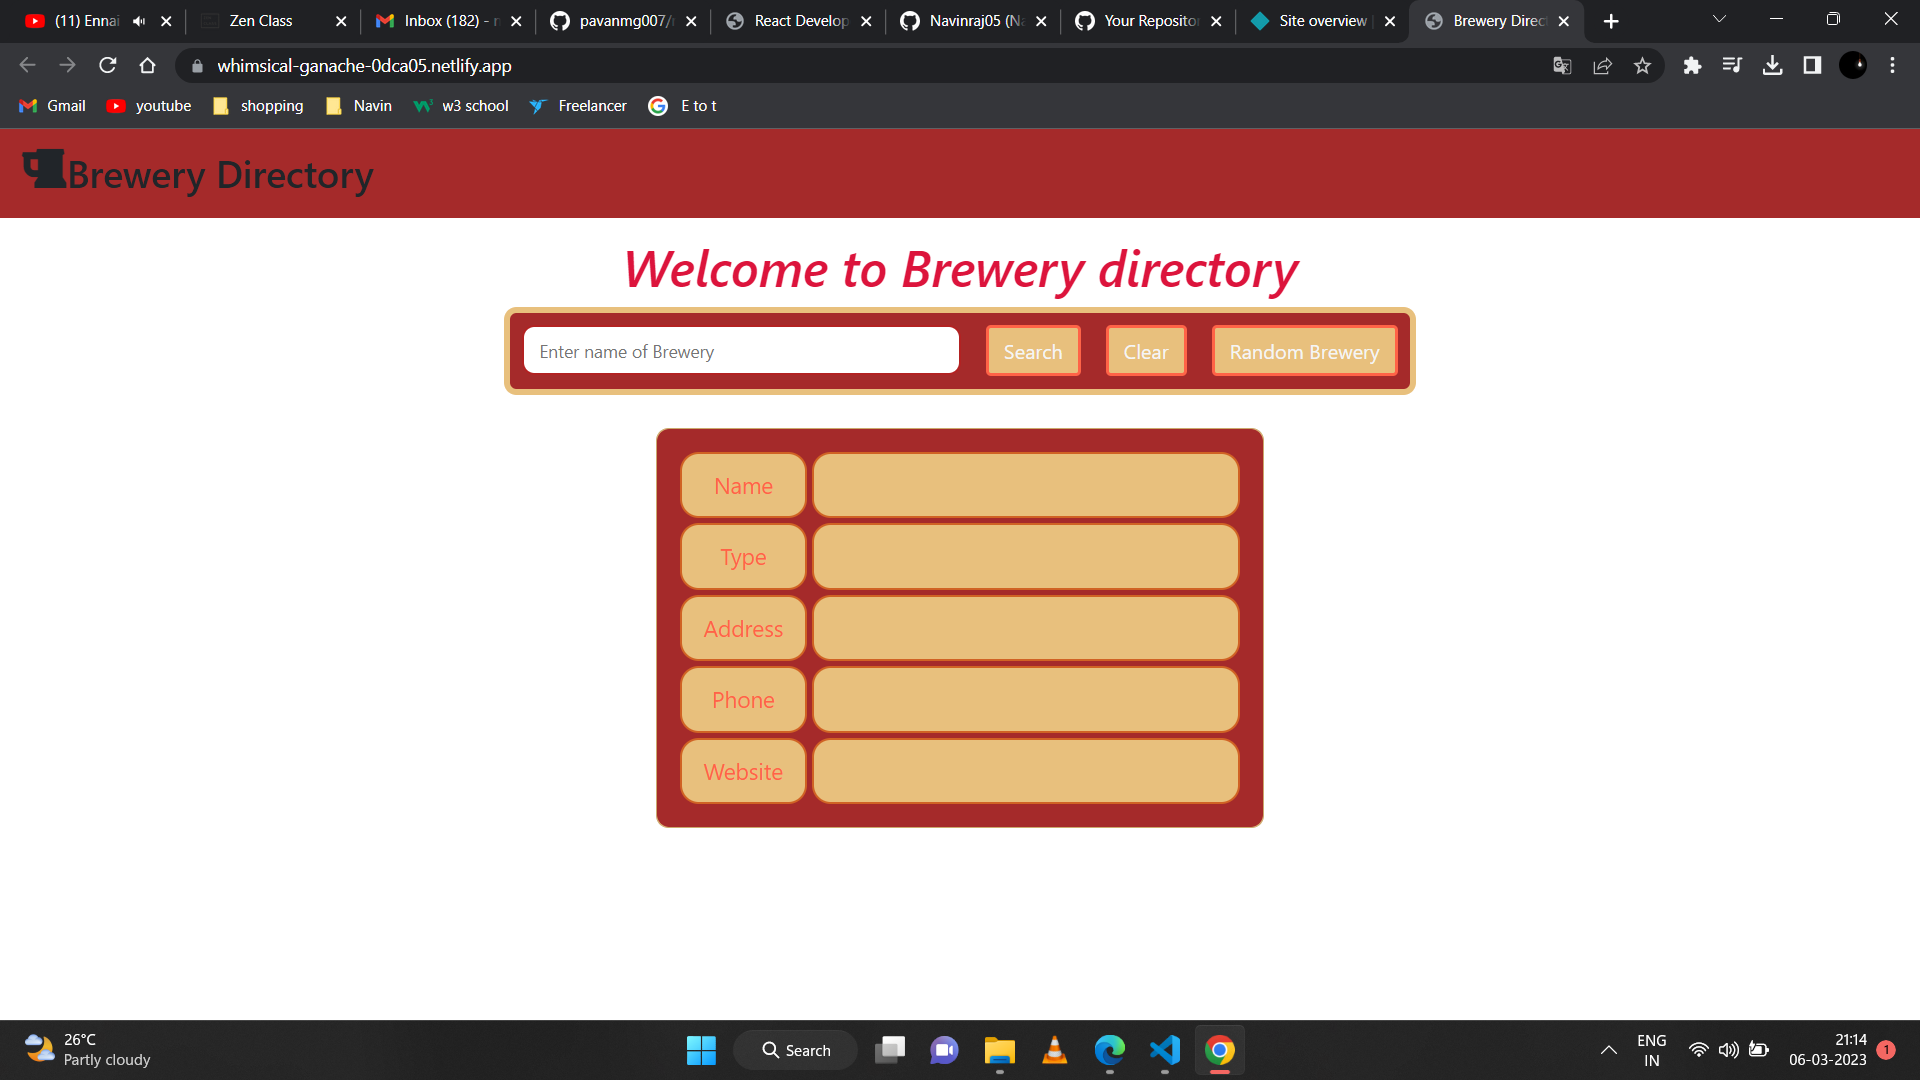 (11) Ennai
Zen Class
Inbox (182) - n
pavanmg007/r
React Develop
Navinraj05 (Na
Your Repositor
Site overview
Brewery Direc
whimsical-ganache-0dca05.netlify.app
Gmail
youtube
shopping
Navin
w3 school
Freelancer
E to t
Brewery Directory
Welcome to Brewery directory
Enter name of Brewery
Search
Clear
Random Brewery
Name
Type
Address
Phone
Website
26°C
Partly cloudy
Search
ENG
IN
21:14
06-03-2023
1